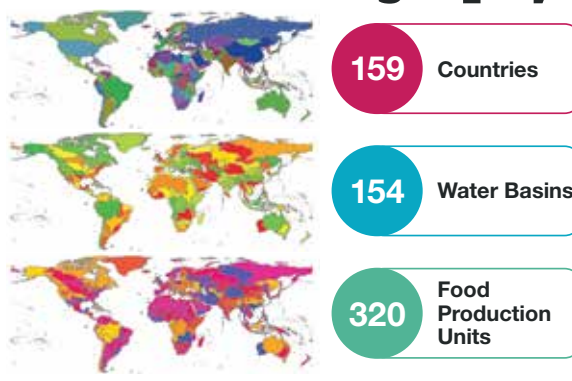 159
Countries
154
Water Basins
320
Food
Production
Units